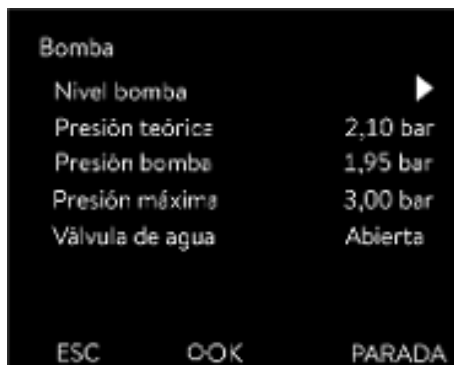 Bomba
Nivel bomba
Presión teórica 2,10 bar
Presión bomba 1,95 bar
Presión máxima 3,00 bar
Válvula de agua Abierta
ESC OOK PARADA